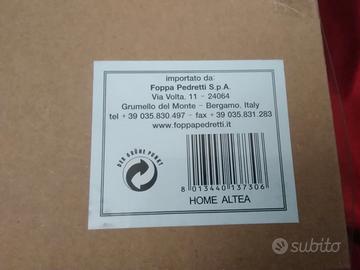 importato da:
Foppa Pedretti S.p.A.
Via Volta, 11 - 24064
Grumello del Monte - Bergamo, Italy
tel + 39 035.830.497 - fax + 39 035.831.283
www.foppapedretti.it
DER GRÜNE PUNKT
8 013440 137306
HOME ALTEA
subito